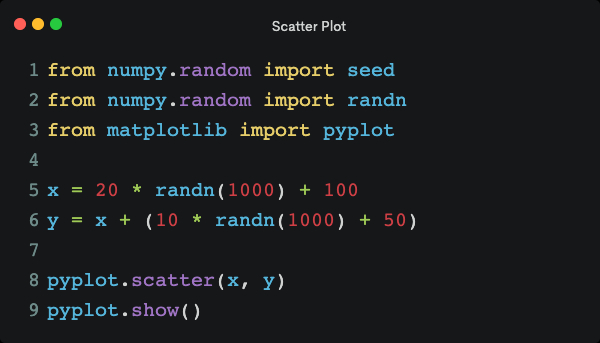 Scatter Plot
1 from numpy.random import seed
2 from numpy.random import randn
3 from matplotlib import pyplot
4
5 x = 20 * randn(1000) + 100
6 y = x + (10 * randn(1000) + 50)
7
8 pyplot.scatter(x, y)
9 pyplot.show()